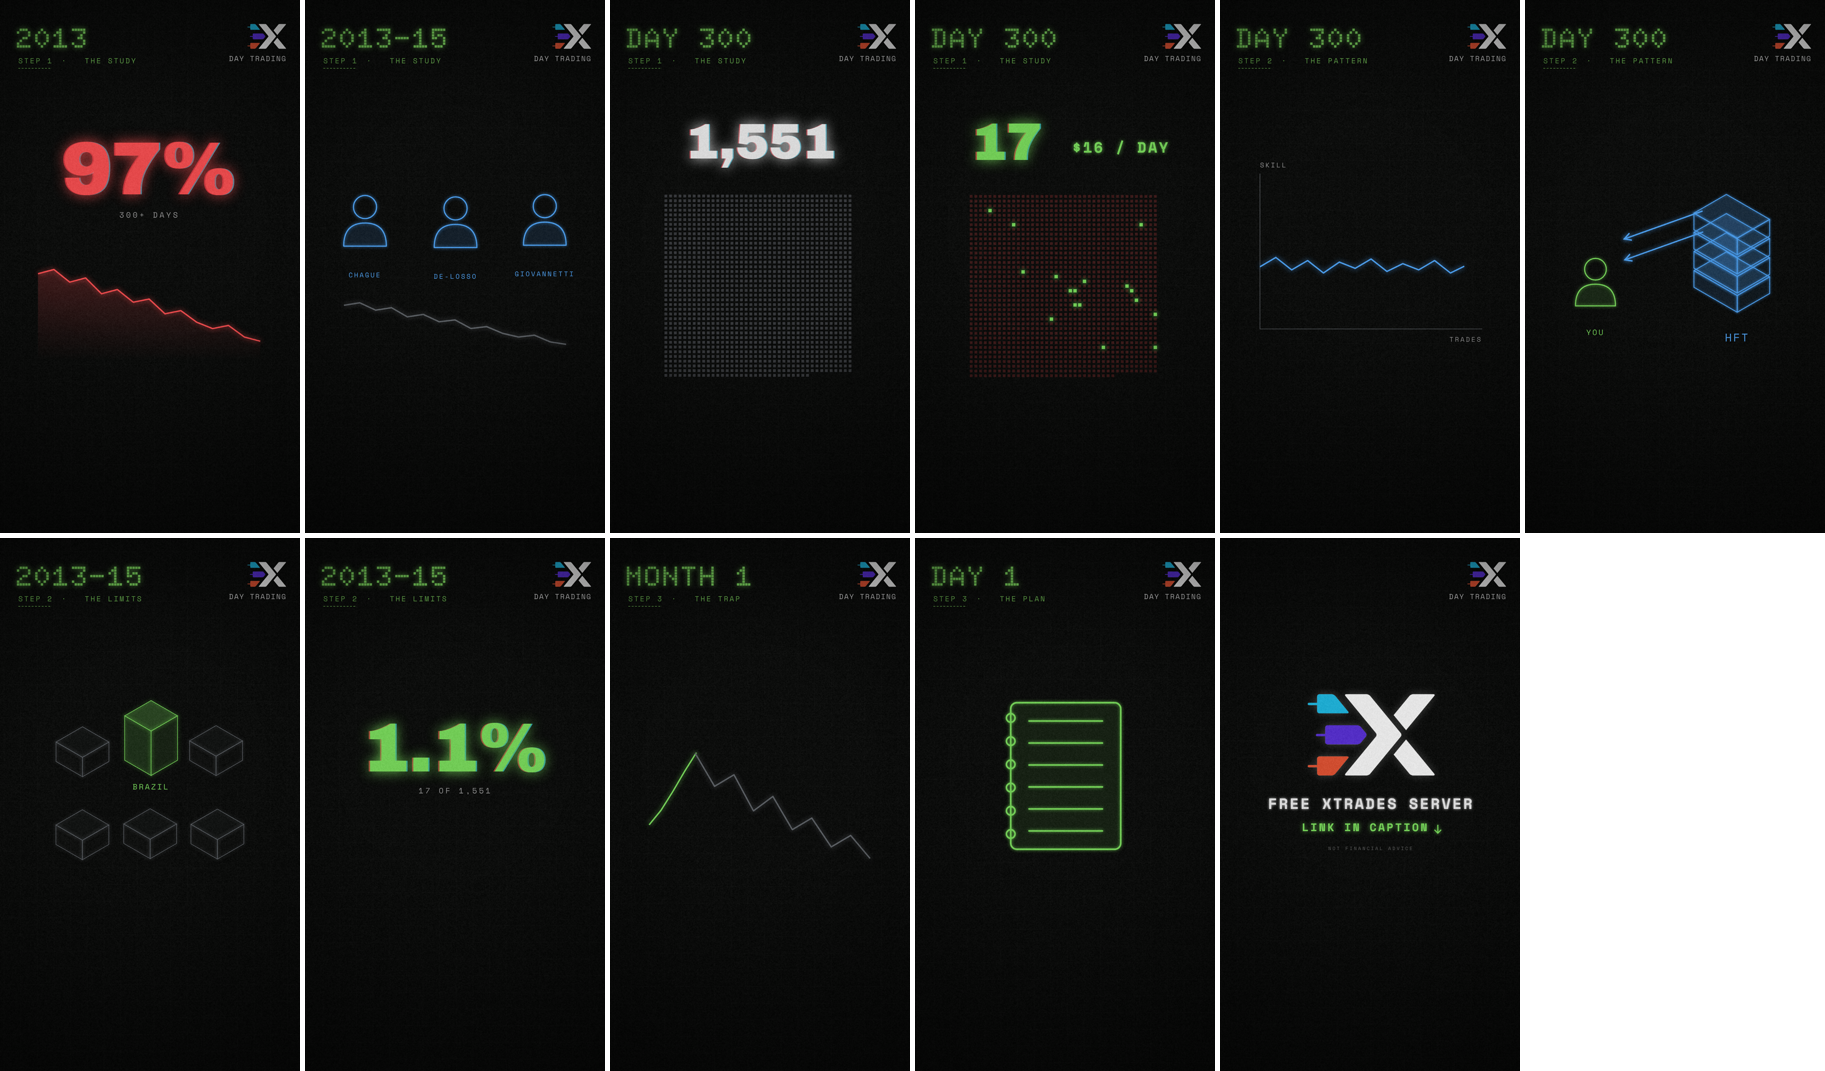 2013
DAY TRADING
STEP 1 · THE STUDY
97%
300+ DAYS
2013-15
DAY TRADING
STEP 1 · THE STUDY
CHAGUE
DE-LOSSO
GIOVANNETTI
DAY 300
DAY TRADING
STEP 1 · THE STUDY
1,551
DAY 300
DAY TRADING
STEP 1 · THE STUDY
17
$16 / DAY
DAY 300
DAY TRADING
STEP 2 · THE PATTERN
SKILL
TRADES
DAY 300
DAY TRADING
STEP 2 · THE PATTERN
YOU
HFT
2013-15
DAY TRADING
STEP 2 · THE LIMITS
BRAZIL
2013-15
DAY TRADING
STEP 2 · THE LIMITS
1.1%
17 OF 1,551
MONTH 1
DAY TRADING
STEP 3 · THE TRAP
DAY 1
DAY TRADING
STEP 3 · THE PLAN
DAY TRADING
FREE XTRADES SERVER
LINK IN CAPTION ↓
NOT FINANCIAL ADVICE